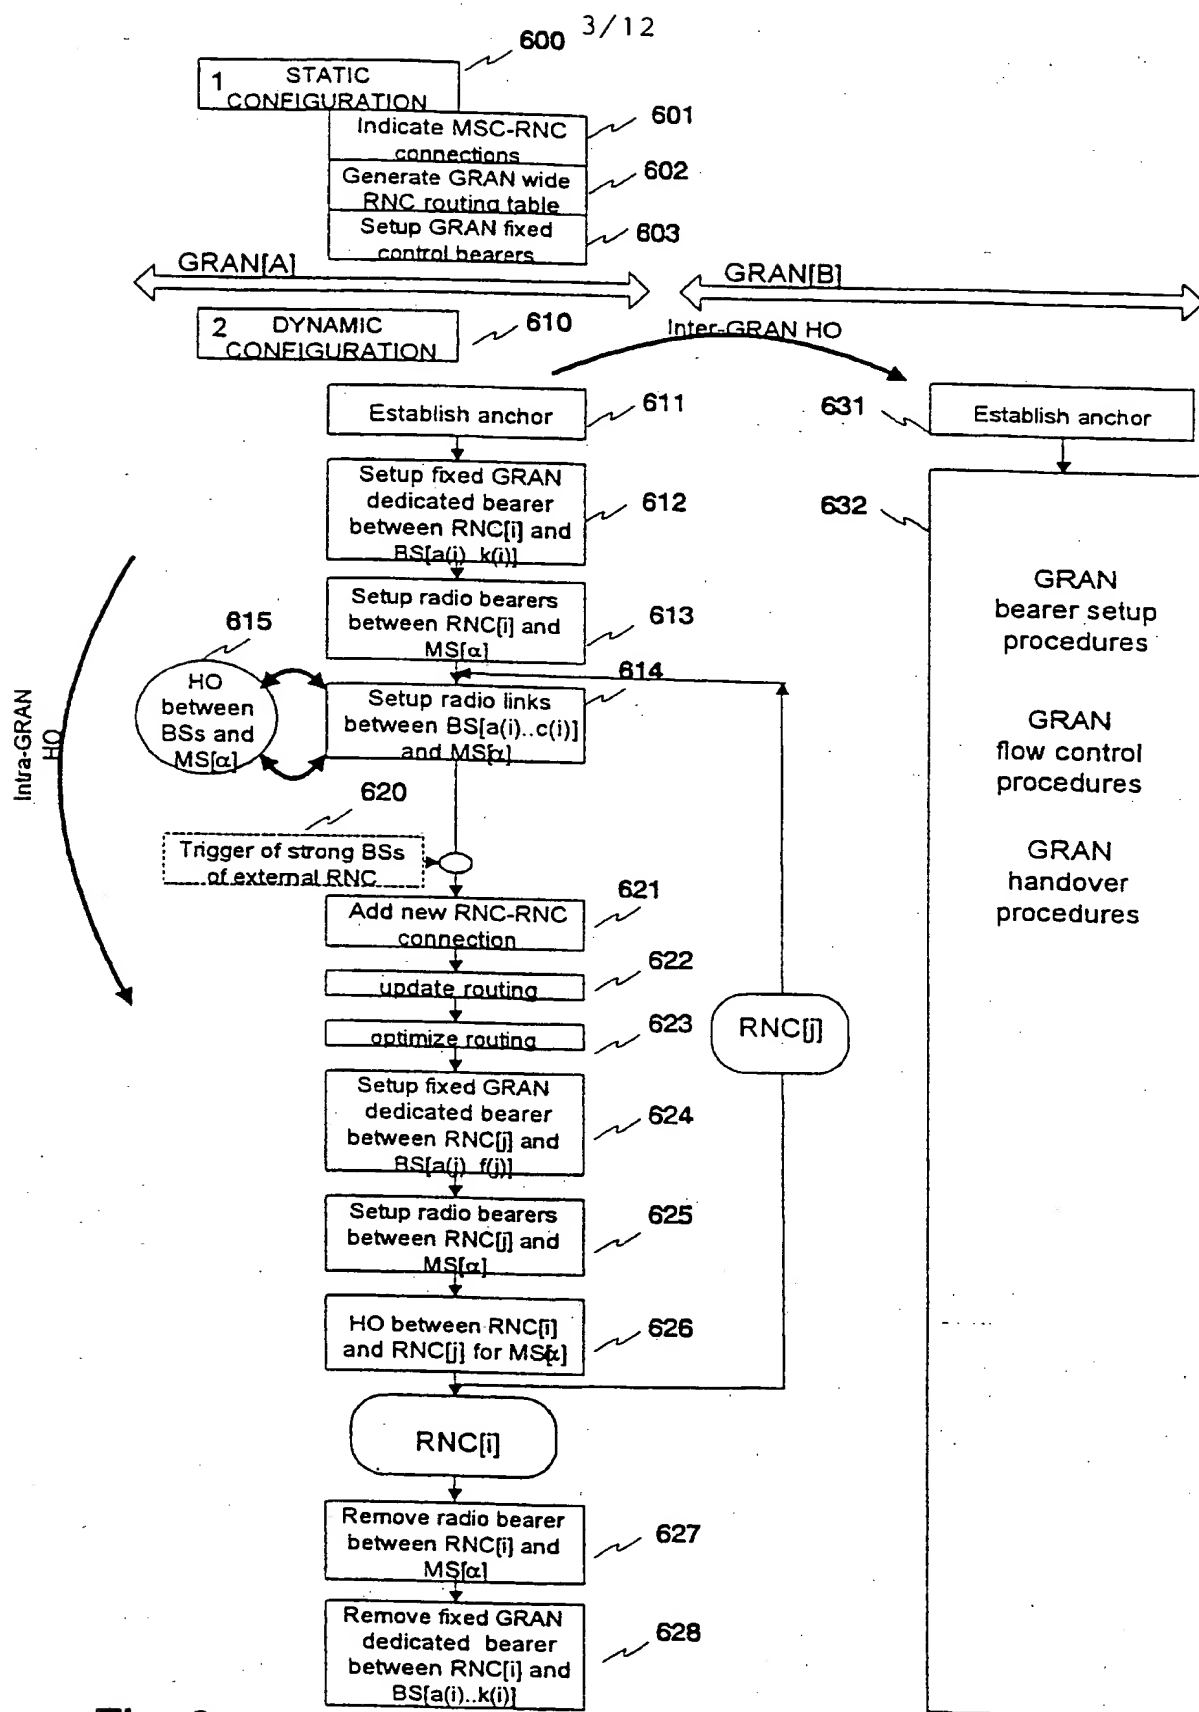 3/12
600
1 STATIC
CONFIGURATION
Indicate MSC-RNC
connections
601
Generate GRAN wide
RNC routing table
602
Setup GRAN fixed
control bearers
603
GRAN[A]
GRAN[B]
2 DYNAMIC
CONFIGURATION
610
Inter-GRAN HO
Establish anchor
611
631
Establish anchor
Setup fixed GRAN
dedicated bearer
between RNC[i] and
BS[a(i)..k(i)]
612
632
GRAN
bearer setup
procedures
GRAN
flow control
procedures
GRAN
handover
procedures
Setup radio bearers
between RNC[i] and
MS[α]
613
615
HO
between
BSs and
MS[α]
Setup radio links
between BS[a(i)..c(i)]
and MS[α]
614
Intra-GRAN
HO
620
Trigger of strong BSs
of external RNC
Add new RNC-RNC
connection
621
update routing
622
optimize routing
623
RNC[j]
Setup fixed GRAN
dedicated bearer
between RNC[j] and
BS[a(j)..f(j)]
624
Setup radio bearers
between RNC[j] and
MS[α]
625
HO between RNC[i]
and RNC[j] for MS[α]
626
RNC[i]
Remove radio bearer
between RNC[i] and
MS[α]
627
Remove fixed GRAN
dedicated bearer
between RNC[i] and
BS[a(i)..k(i)]
628